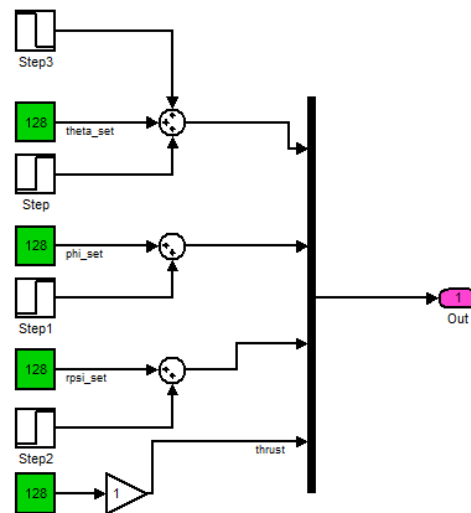 Step3
128
theta_set
Step
128
phi_set
Step1
128
rpsi_set
Step2
128
1
thrust
1
Out